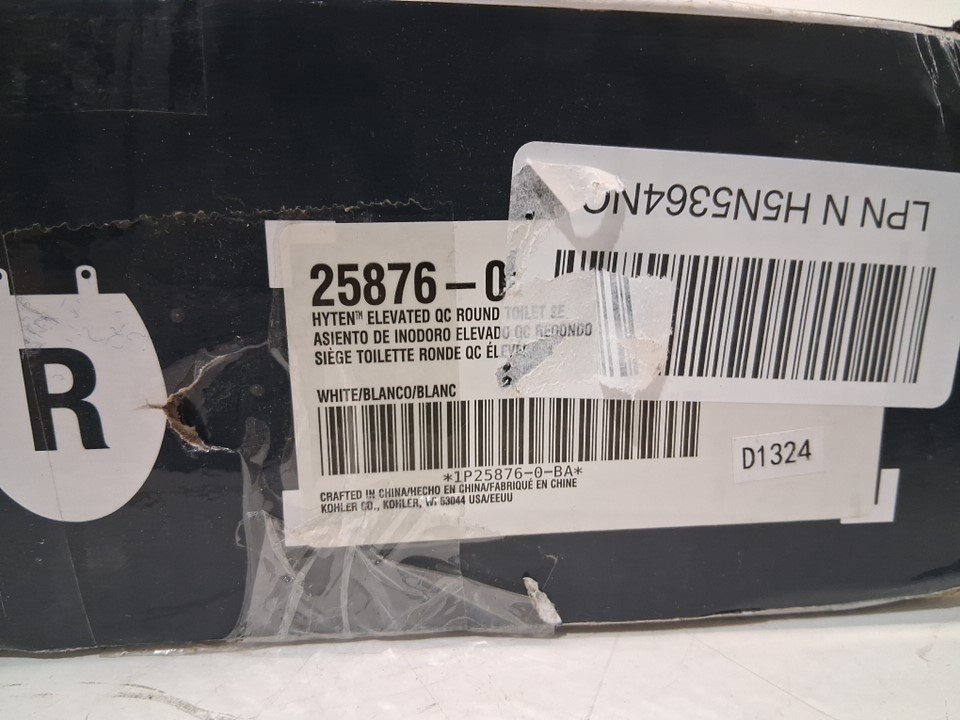 R
25876-0
HYTEN™ ELEVATED QC ROUND TOILET SE
ASIENTO DE INODORO ELEVADO QC REDONDO
SIÈGE TOILETTE RONDE QC
WHITE/BLANCO/BLANC
*1P25876-0-BA*
CRAFTED IN CHINA/HECHO EN CHINA/FABRIQUÉ EN CHINE
KOHLER CO., KOHLER, WI 53044 USA/EEUU
LPN N H5N5364NC
D1324